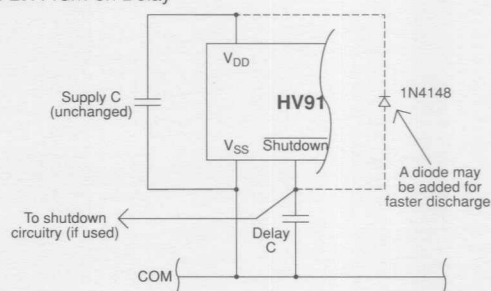 VDD
HV91
1N4148
Supply C
(unchanged)
VSS
Shutdown
A diode may
be added for
faster discharge
To shutdown
circuitry (if used)
Delay
C
COM